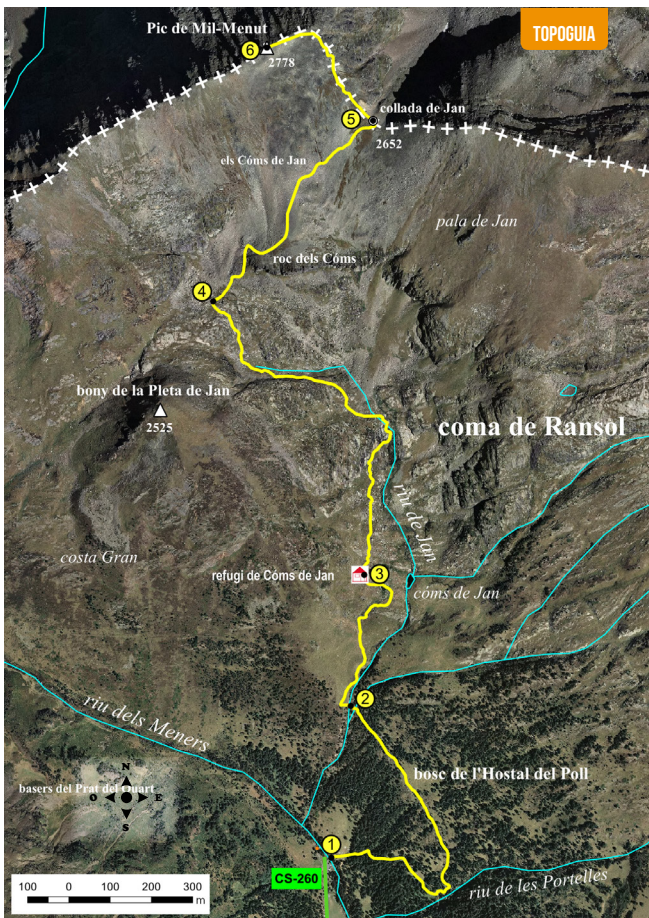 TOPOGUIA
Pic de Mil-Menut
6
2778
collada de Jan
5
2652
els Cóms de Jan
pala de Jan
roc dels Cóms
4
bony de la Pleta de Jan
2525
coma de Ransol
riu de Jan
costa Gran
refugi de Cóms de Jan
3
cóms de Jan
riu dels Meners
2
bosc de l'Hostal del Poll
N
basers del Prat del Quart
O
E
S
1
CS-260
riu de les Portelles
100 0 100 200 300
m